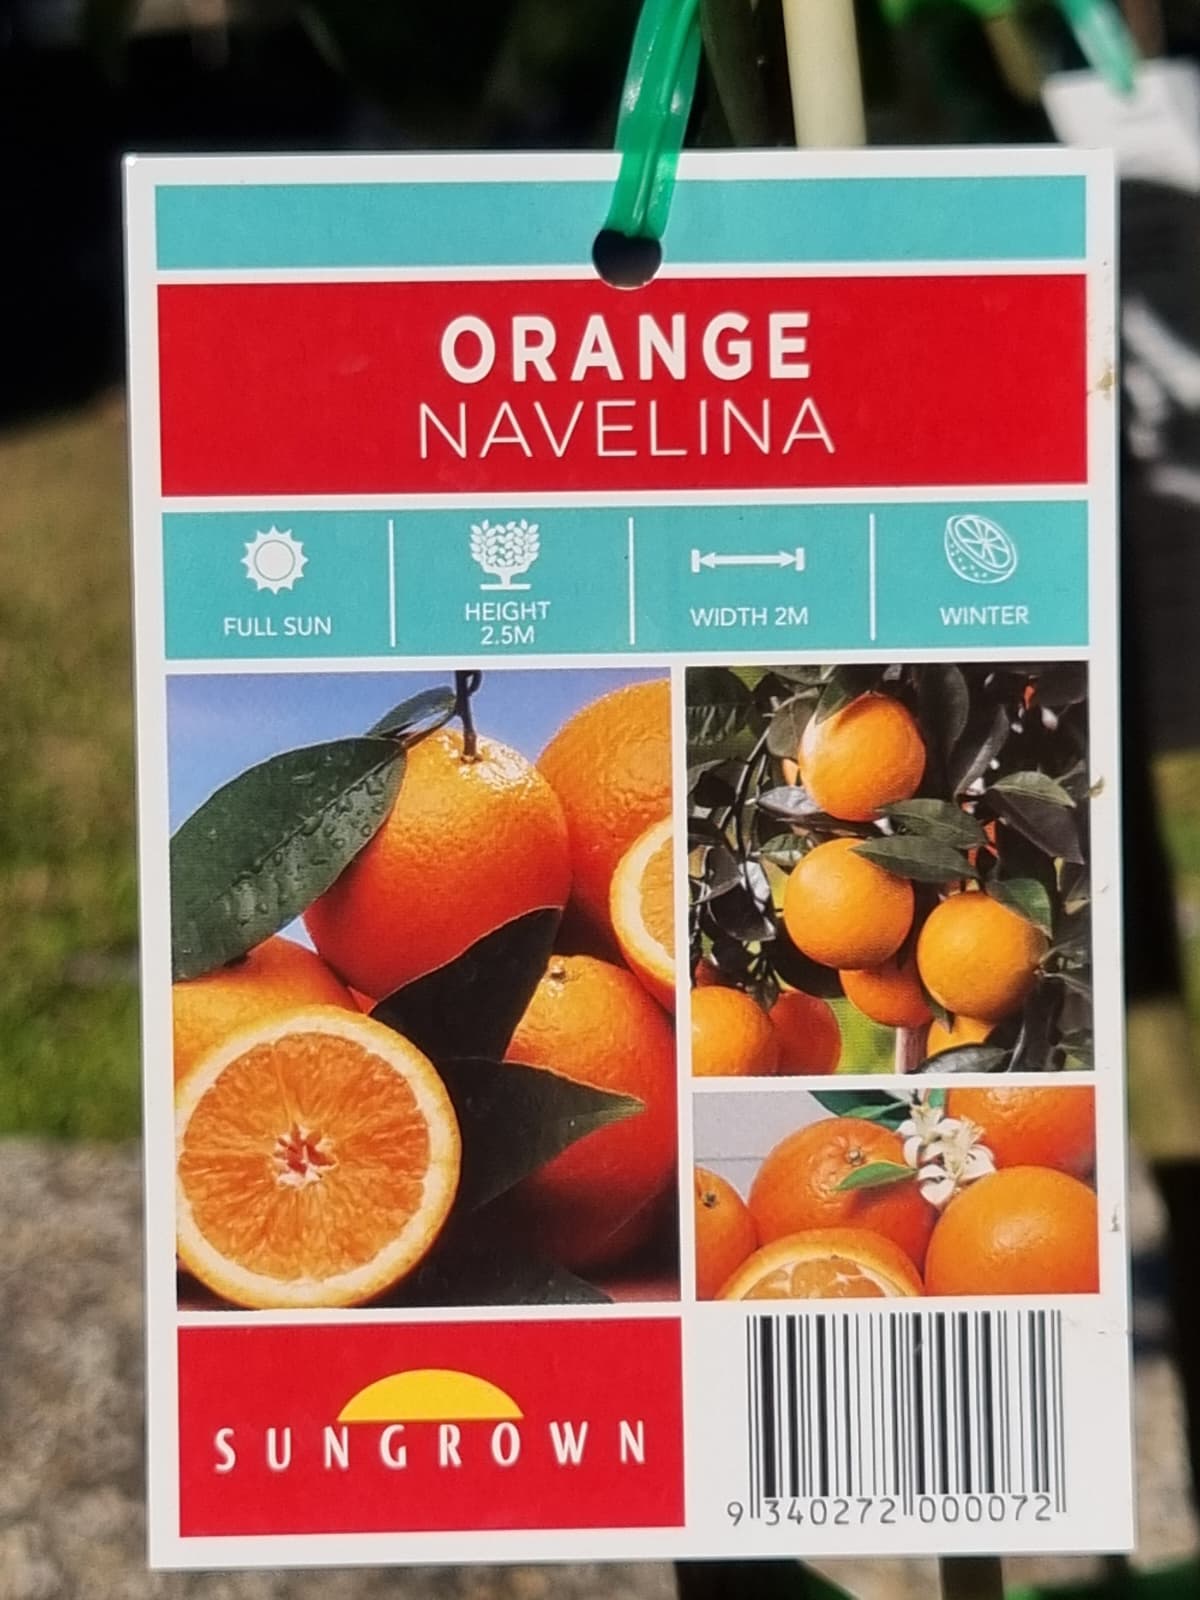 ORANGE
NAVELINA
FULL SUN
HEIGHT
2.5M
WIDTH 2M
WINTER
SUNGROWN
9 340272 000072